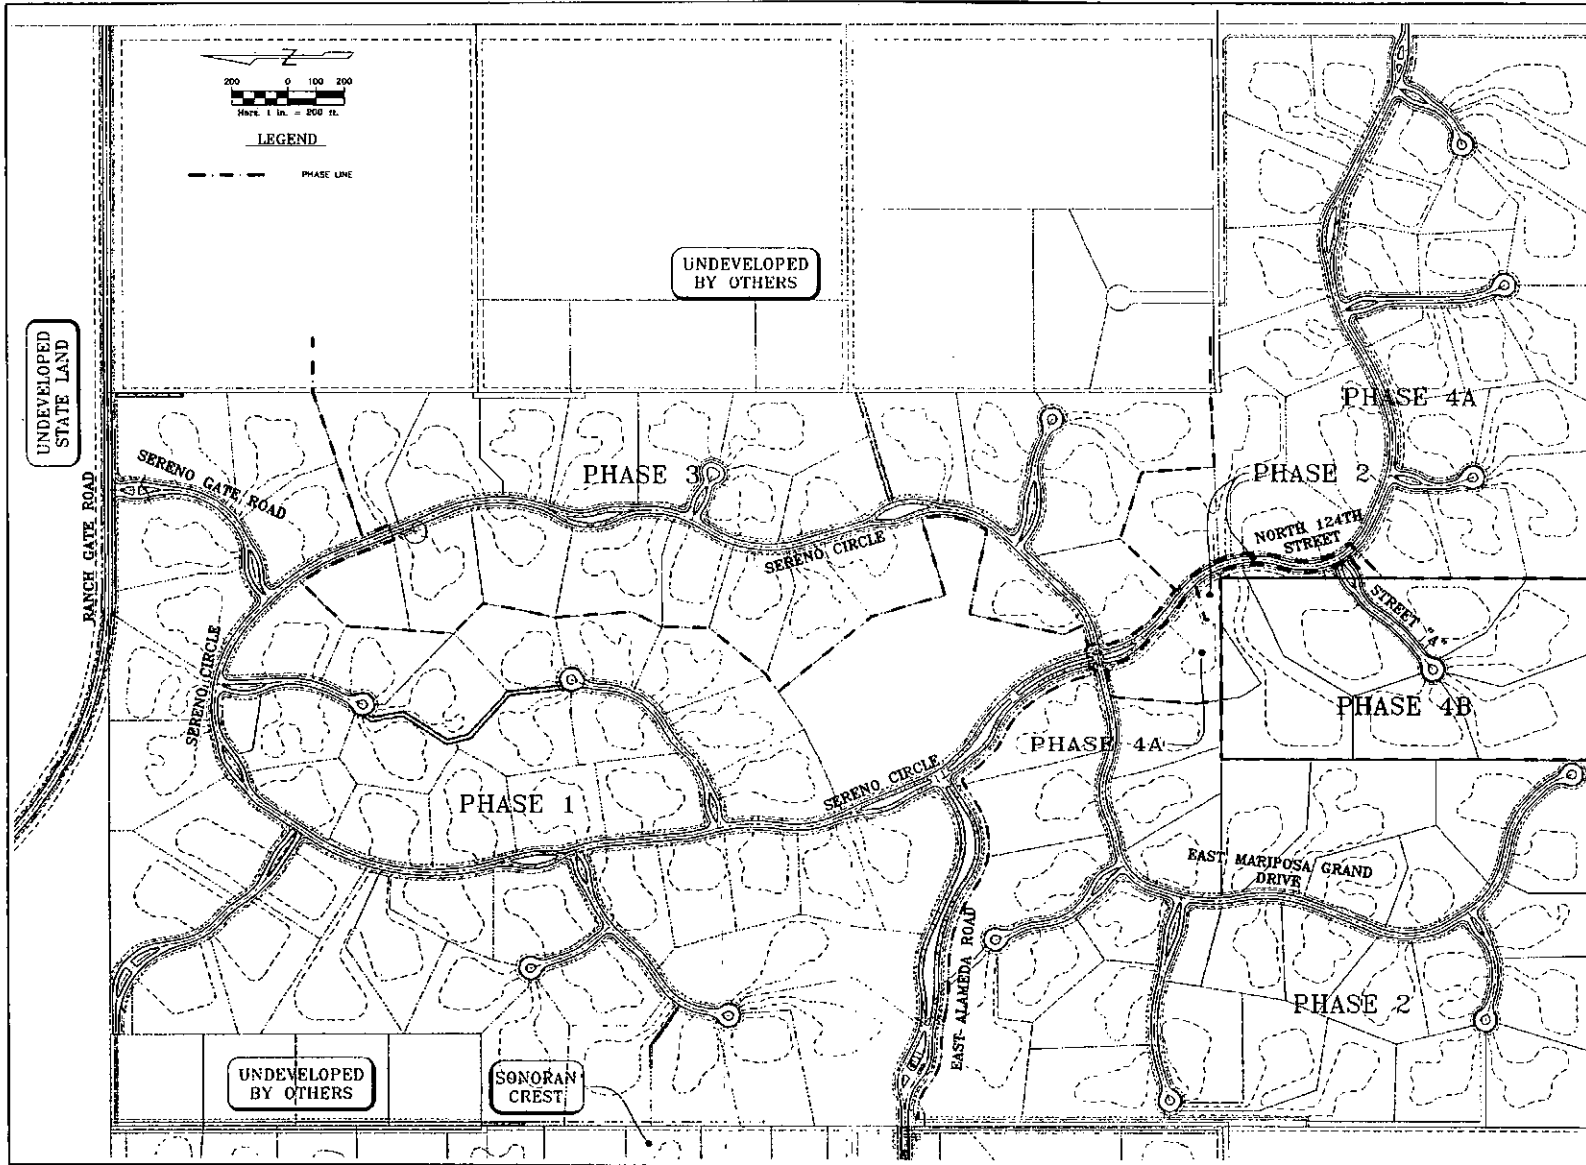 Z
200 0 100 200
Horz. 1 in. = 200 ft.
LEGEND
PHASE LINE
UNDEVELOPED
BY OTHERS
UNDEVELOPED
STATE LAND
RANCH GATE ROAD
SERENO GATE ROAD
SERENO CIRCLE
PHASE 3
SERENO CIRCLE
PHASE 4A
PHASE 2
NORTH 124TH
STREET
STREET "A"
PHASE 4B
PHASE 4A
SERENO CIRCLE
PHASE 1
EAST MARIPOSA GRAND
DRIVE
EAST ALAMEDA ROAD
PHASE 2
UNDEVELOPED
BY OTHERS
SONORAN
CREST